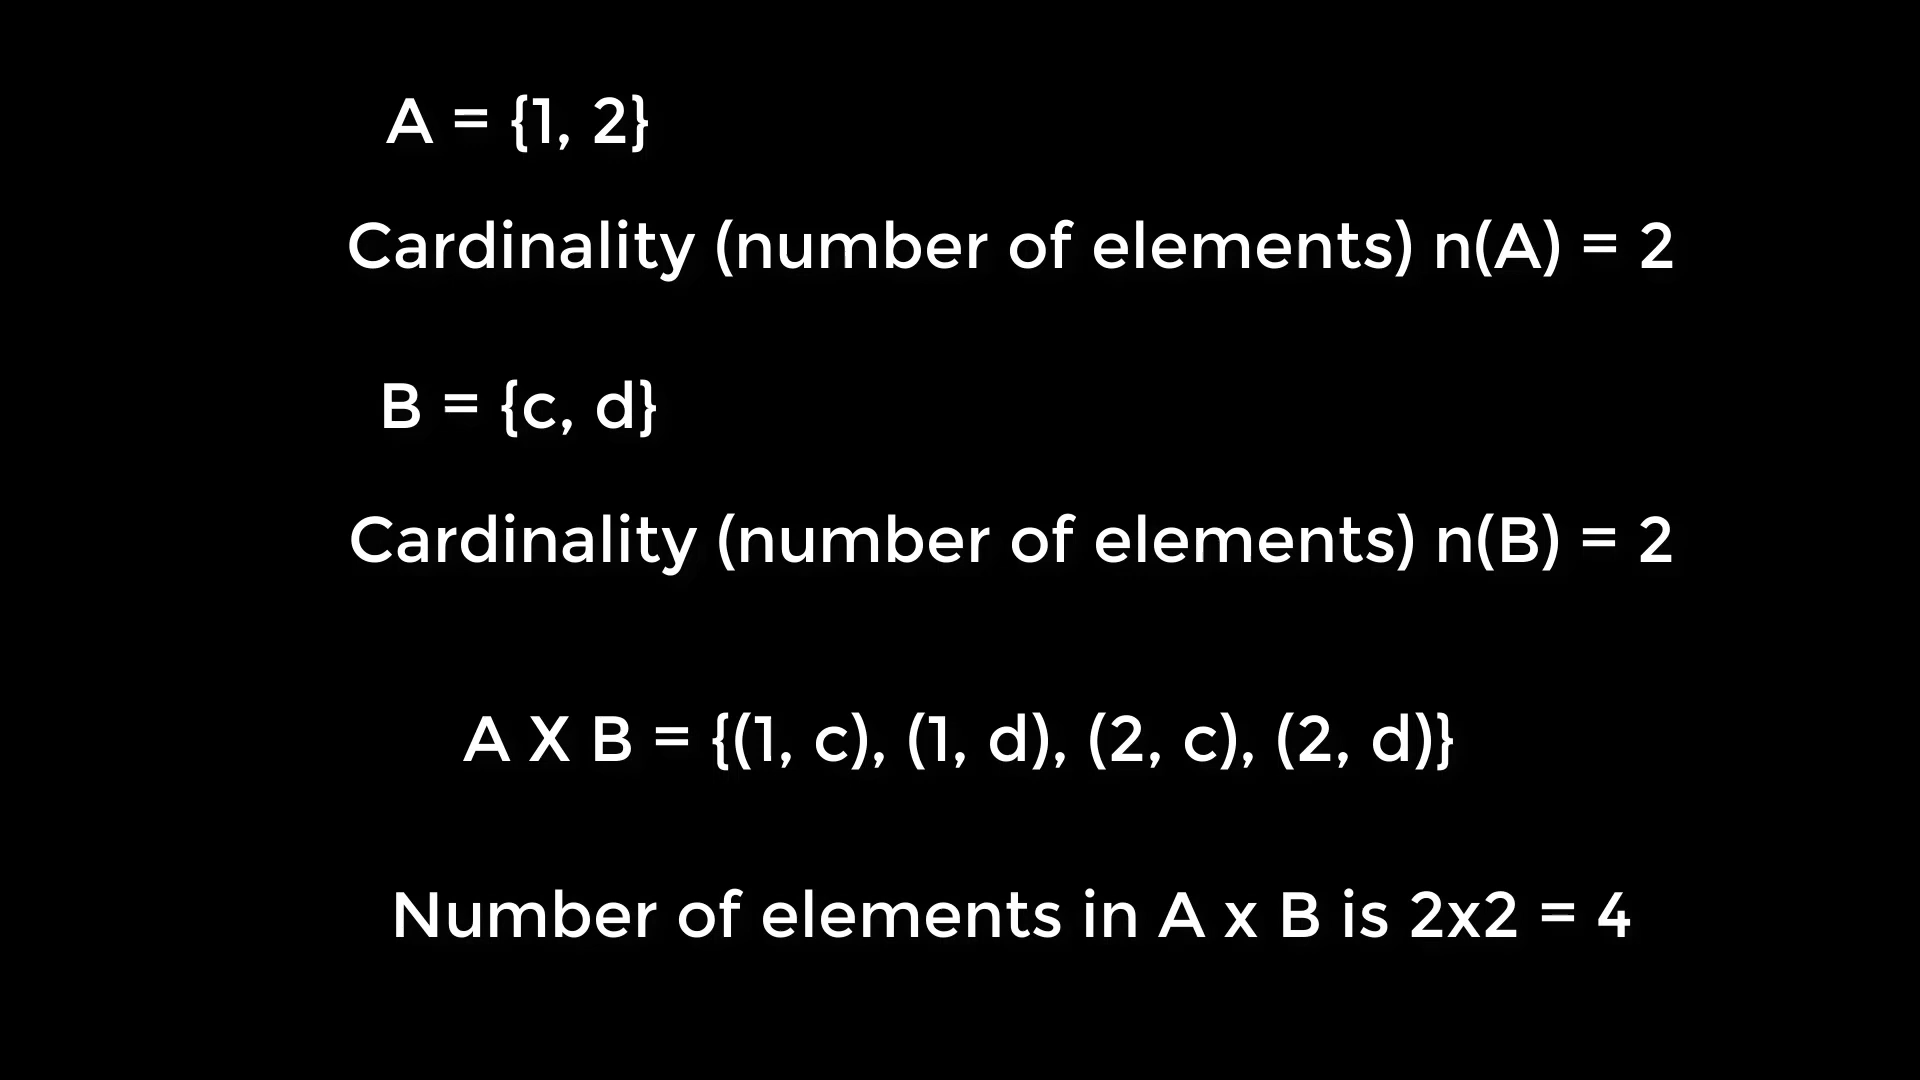 A = {1, 2}
Cardinality (number of elements) n(A) = 2
B = {c, d}
Cardinality (number of elements) n(B) = 2
A X B = {(1, c), (1, d), (2, c), (2, d)}
Number of elements in A x B is 2x2 = 4